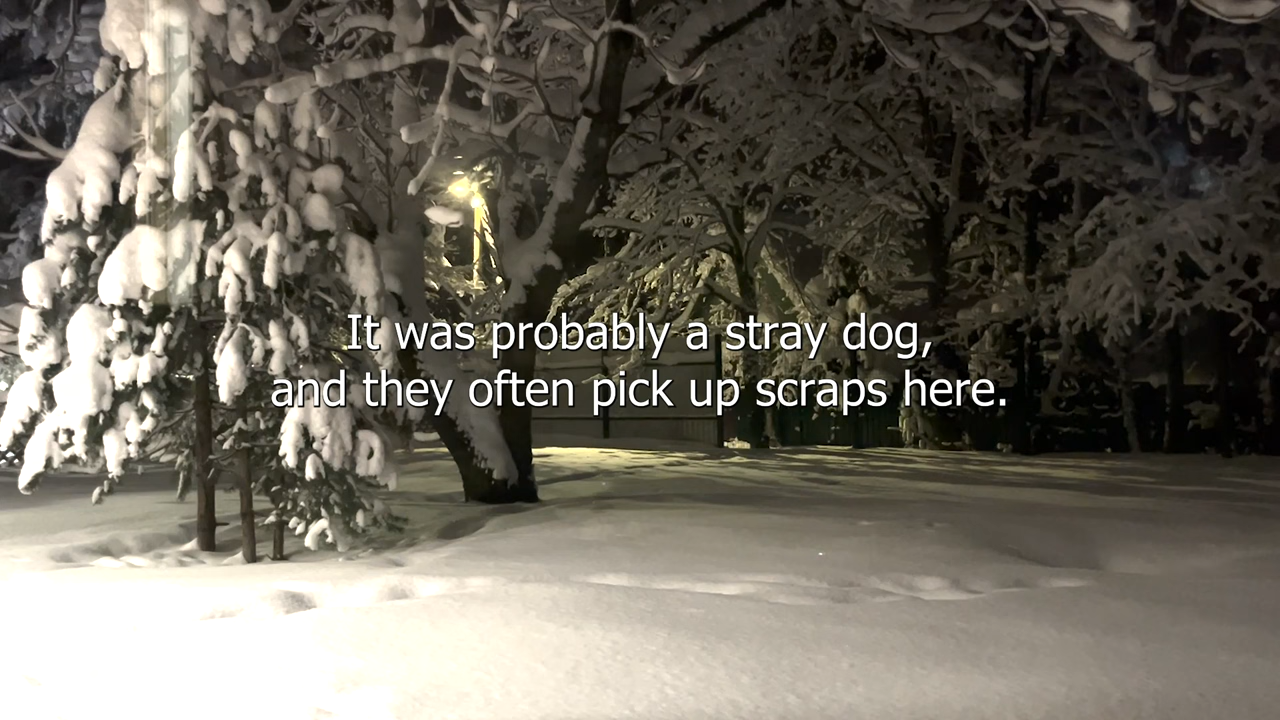 It was probably a stray dog,
and they often pick up scraps here.